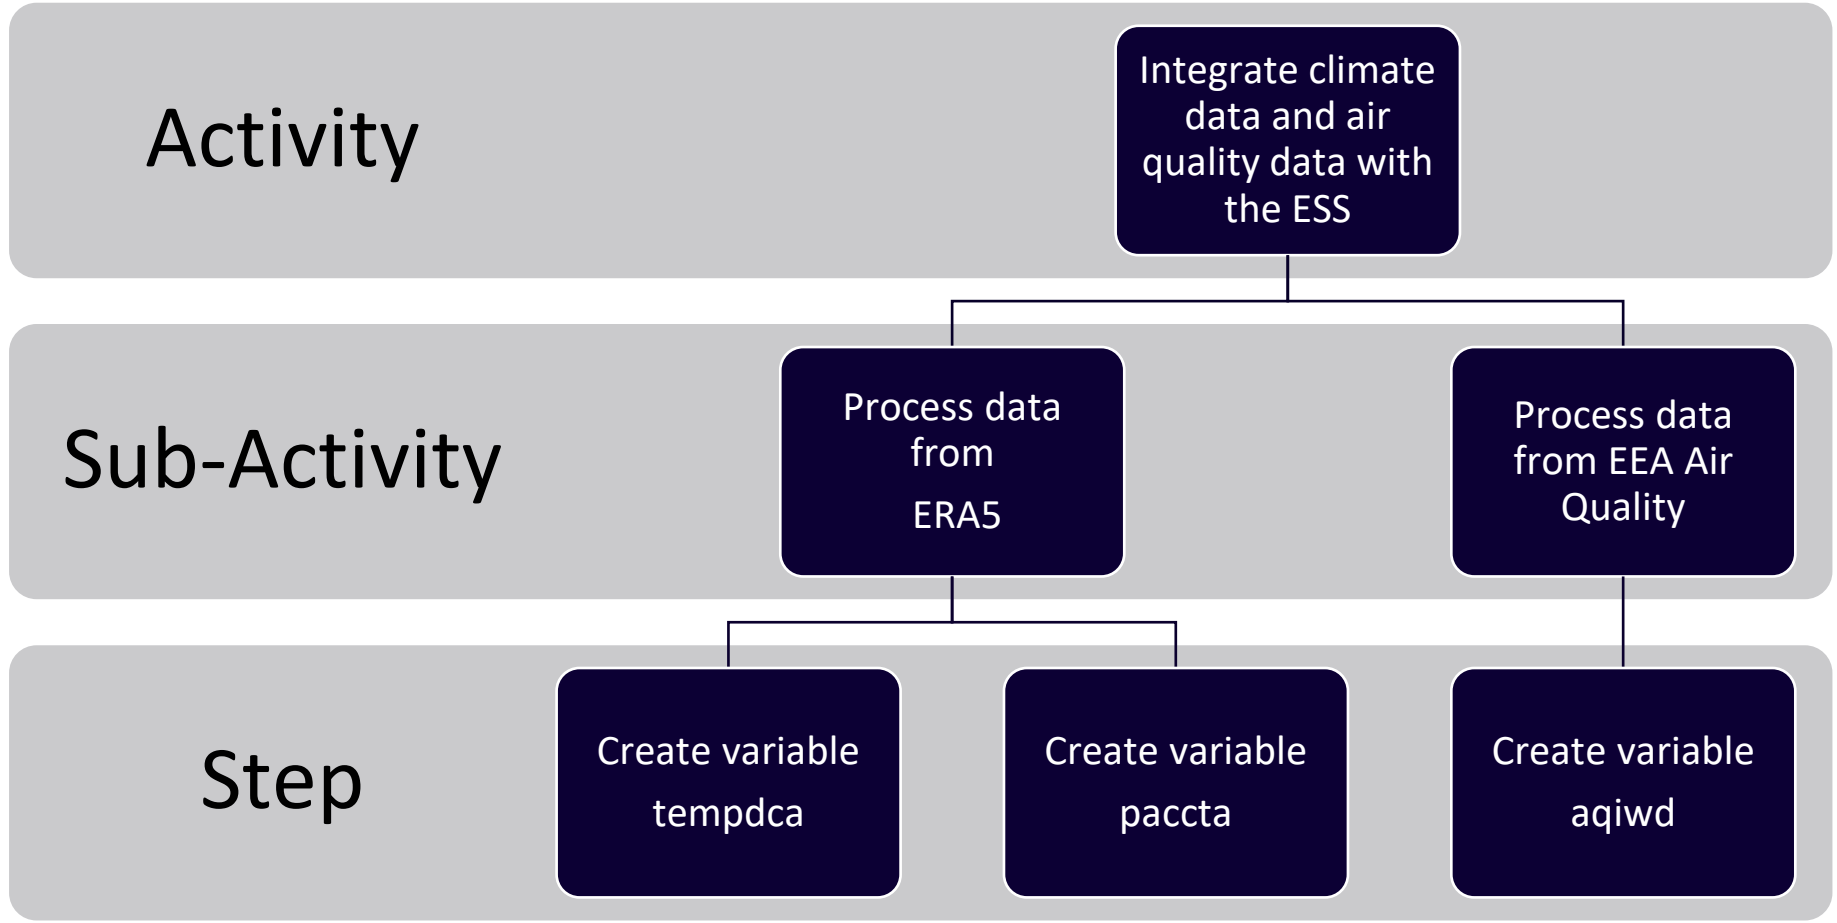 Activity
Integrate climate
data and air
quality data with
the ESS
Sub-Activity
Process data
from
ERA5
Process data
from EEA Air
Quality
Step
Create variable
tempdca
Create variable
paccta
Create variable
aqiwd